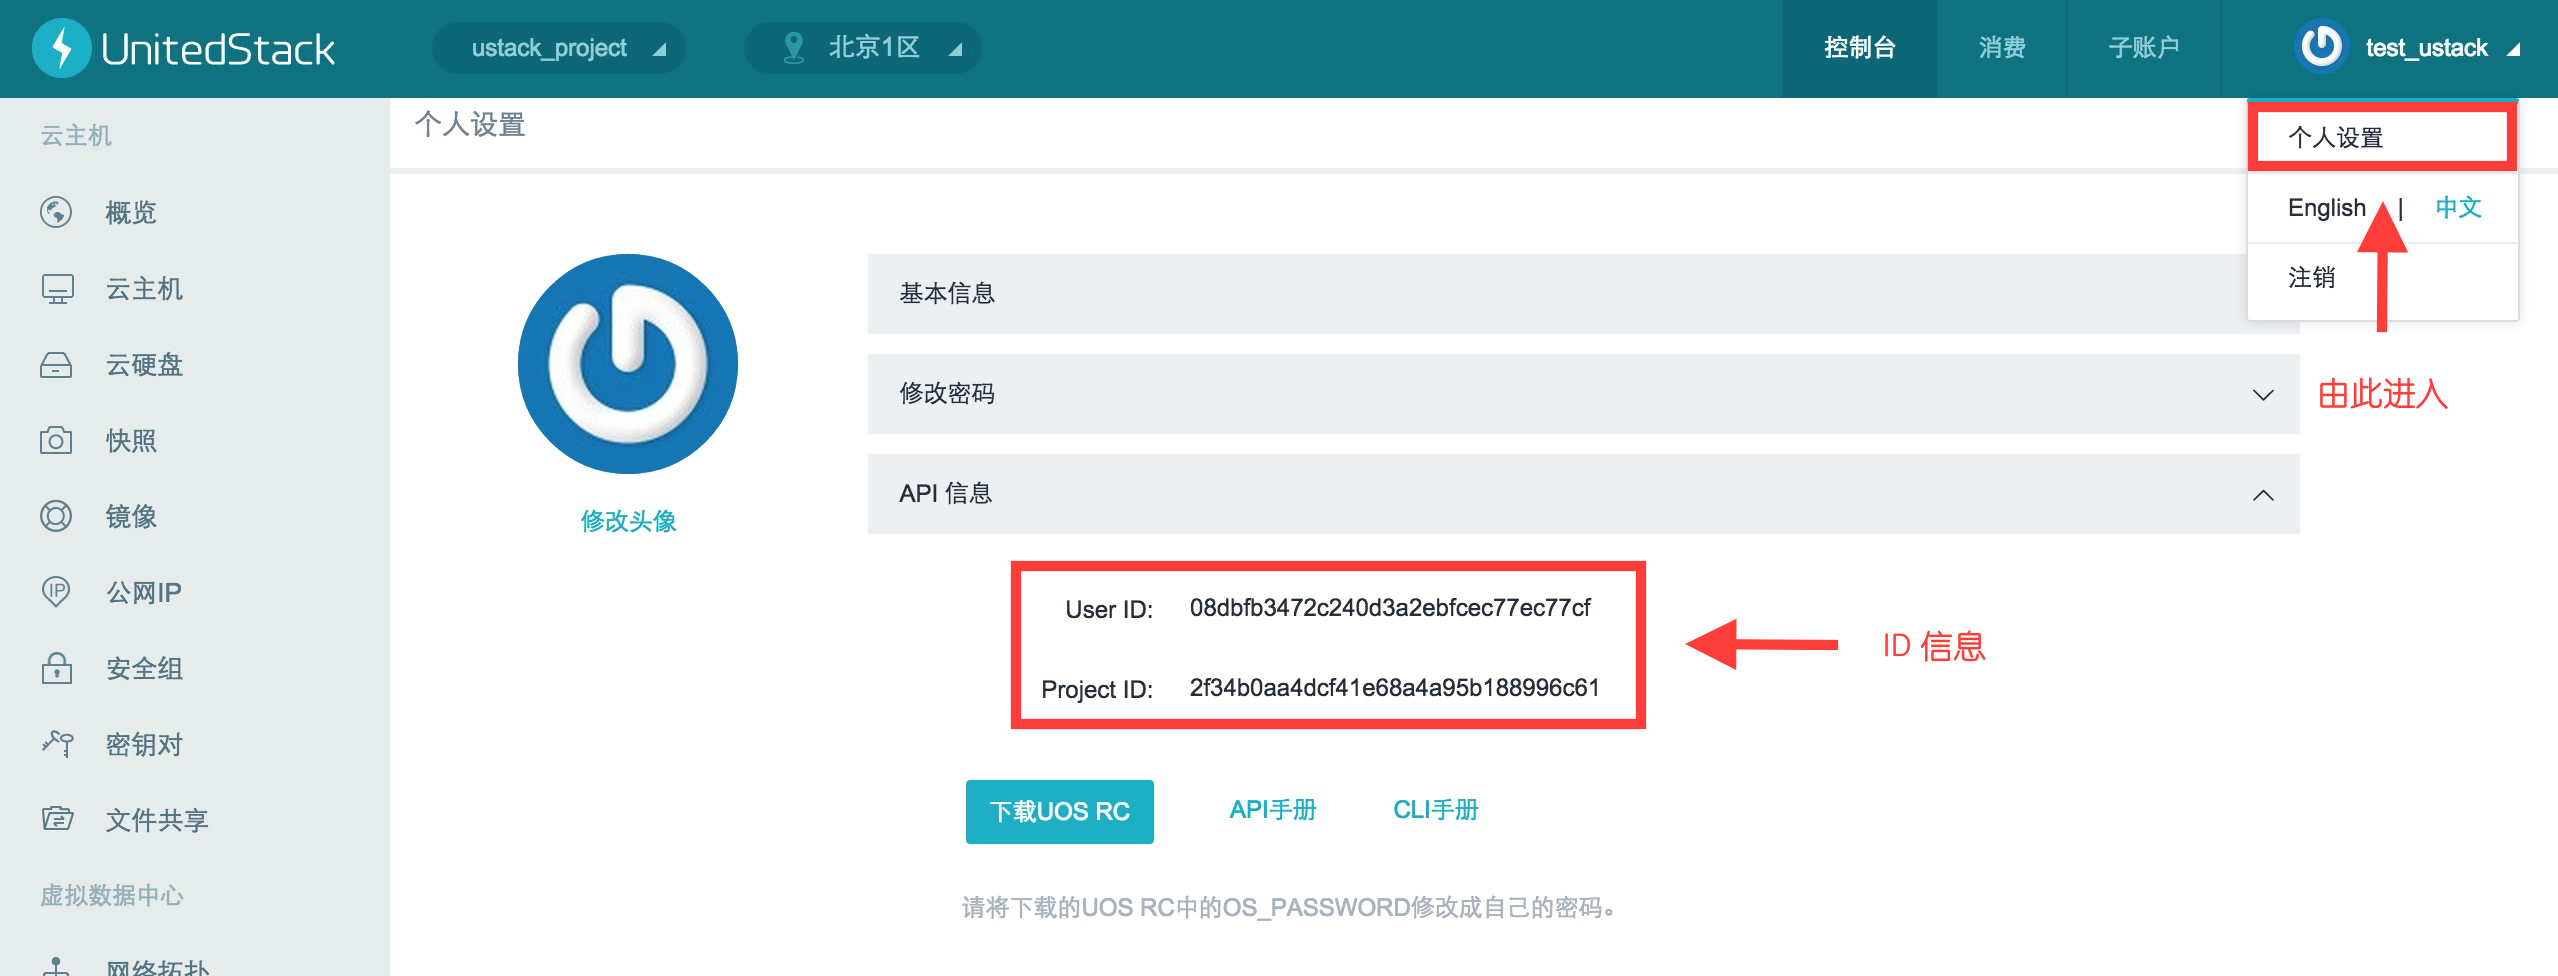 UnitedStack
ustack_project
北京1区
控制台
消费
子账户
test_ustack
个人设置
English | 中文
注销
由此进入
云主机
概览
云主机
云硬盘
快照
镜像
IP 公网IP
安全组
密钥对
文件共享
虚拟数据中心
网络拓扑
个人设置
修改头像
基本信息
修改密码
API 信息
User ID: 08dbfb3472c240d3a2ebfcec77ec77cf
Project ID: 2f34b0aa4dcf41e68a4a95b188996c61
ID 信息
下载UOS RC
API手册
CLI手册
请将下载的UOS RC中的OS_PASSWORD修改成自己的密码。